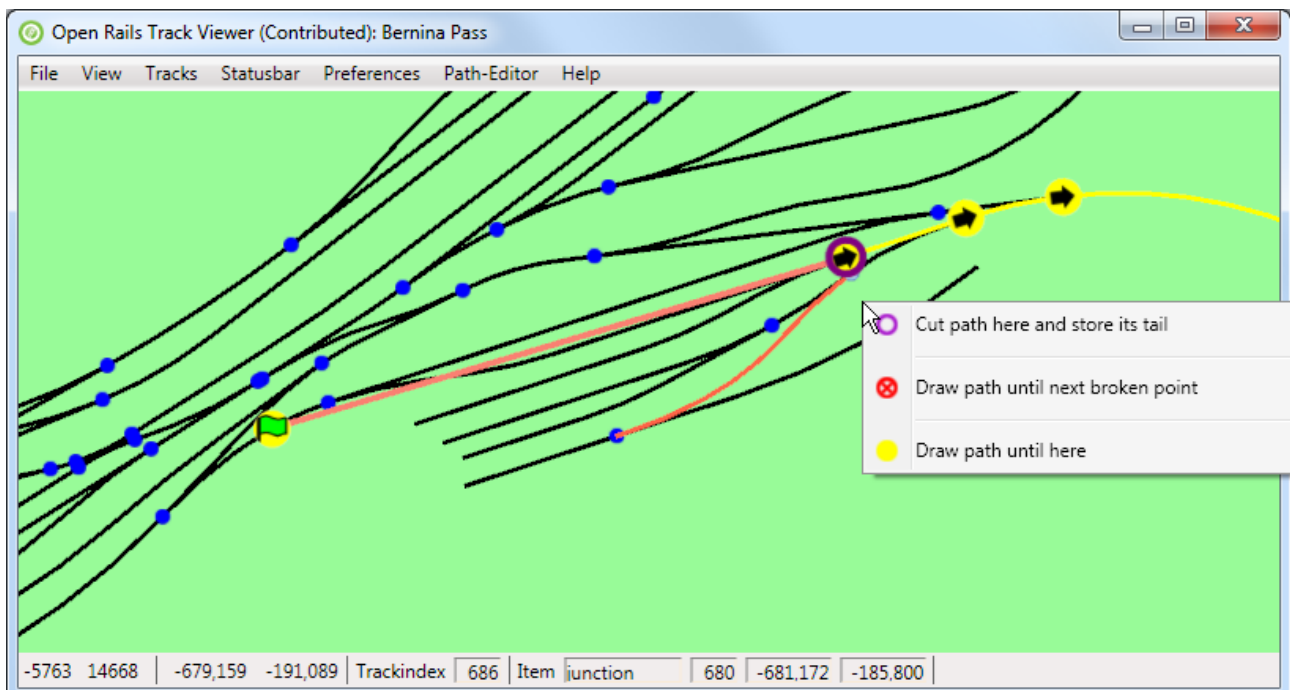 Open Rails Track Viewer (Contributed): Bernina Pass
File View Tracks Statusbar Preferences Path-Editor Help
Cut path here and store its tail
Draw path until next broken point
Draw path until here
-5763 14668 -679,159 -191,089 Trackindex 686 Item junction 680 -681,172 -185,800